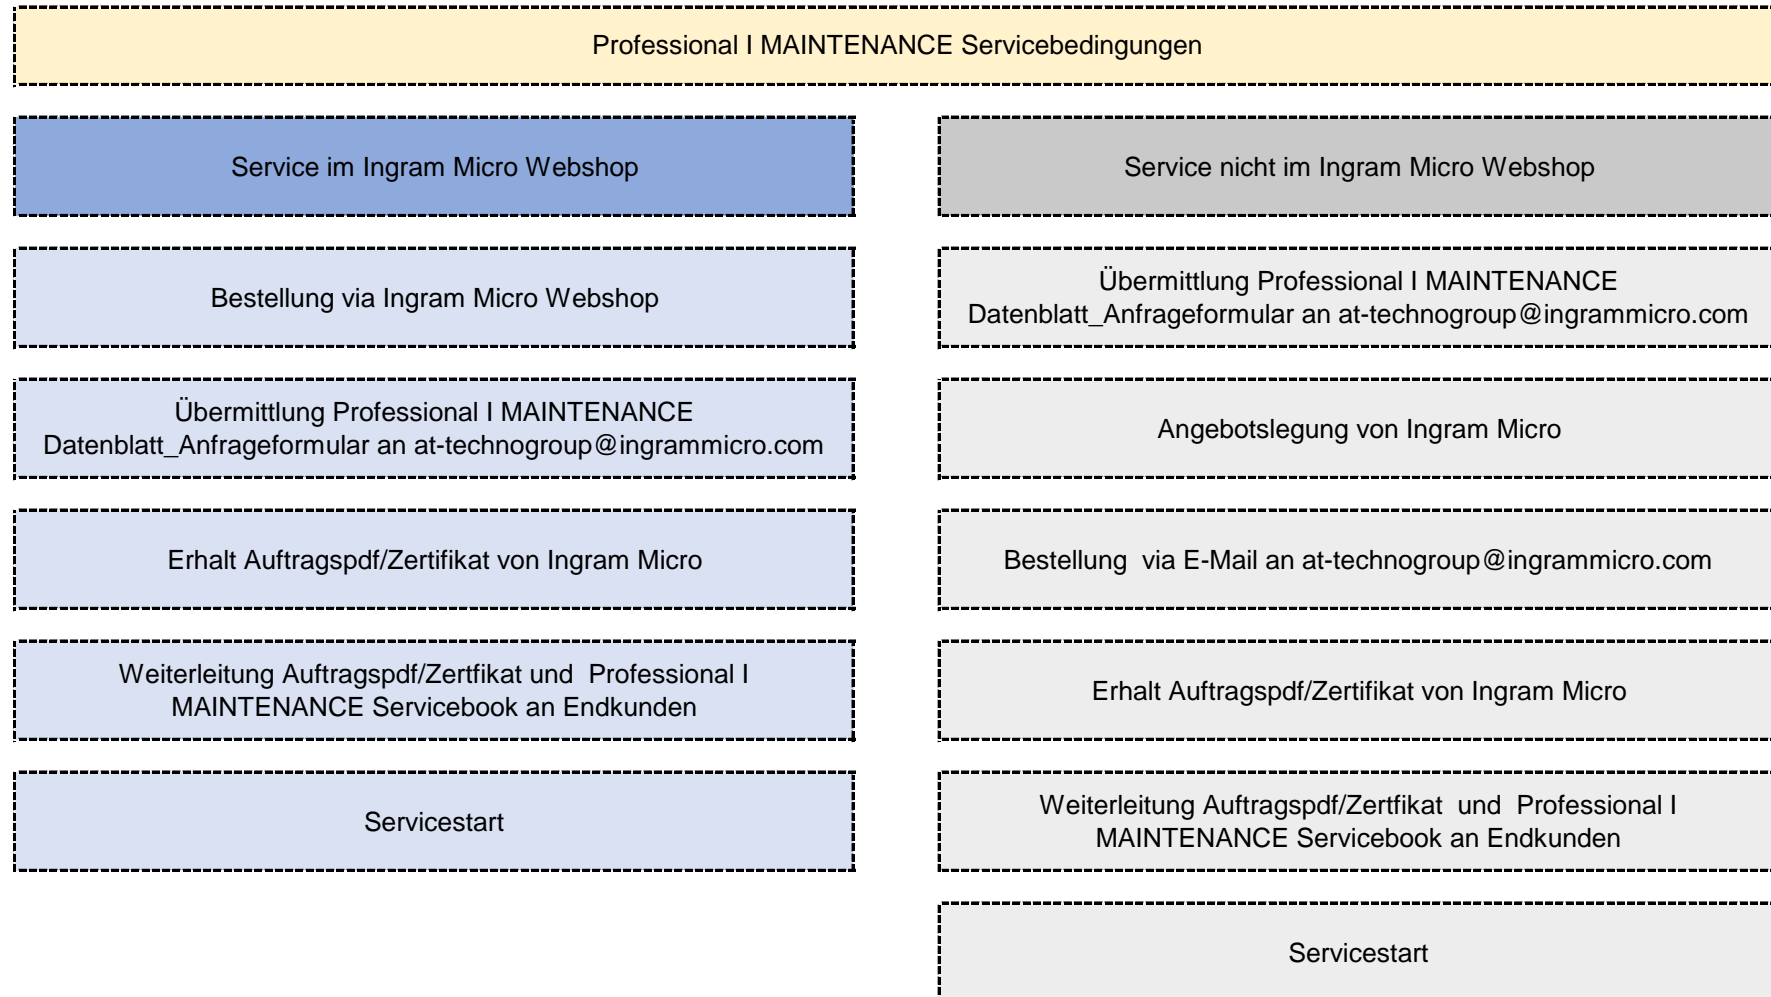 Professional I MAINTENANCE Servicebedingungen
Service im Ingram Micro Webshop
Bestellung via Ingram Micro Webshop
Übermittlung Professional I MAINTENANCE
Datenblatt_Anfrageformular an at-technogroup@ingrammicro.com
Erhalt Auftragspdf/Zertifikat von Ingram Micro
Weiterleitung Auftragspdf/Zertfikat und  Professional I
MAINTENANCE Servicebook an Endkunden
Servicestart
Service nicht im Ingram Micro Webshop
Übermittlung Professional I MAINTENANCE
Datenblatt_Anfrageformular an at-technogroup@ingrammicro.com
Angebotslegung von Ingram Micro
Bestellung  via E-Mail an at-technogroup@ingrammicro.com
Erhalt Auftragspdf/Zertifikat von Ingram Micro
Weiterleitung Auftragspdf/Zertfikat  und  Professional I
MAINTENANCE Servicebook an Endkunden
Servicestart